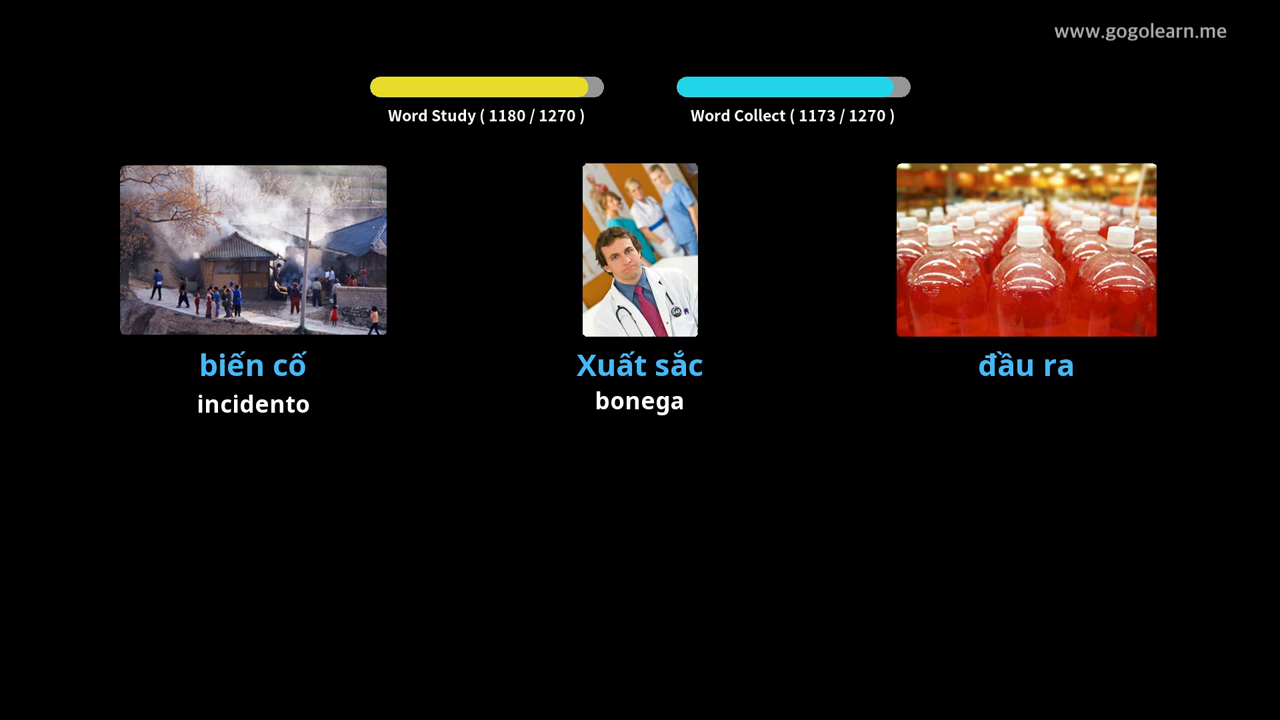 www.gogolearn.me
Word Study ( 1180 / 1270 )
Word Collect ( 1173 / 1270 )
biến cố
incidento
Xuất sắc
bonega
đầu ra